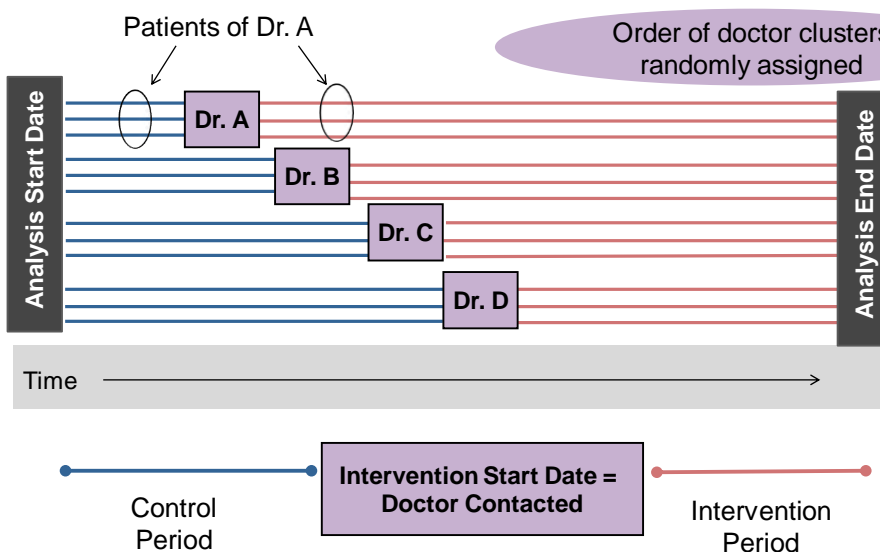 Patients of Dr. A
Order of doctor clusters
randomly assigned
Analysis Start Date
Dr. A
Dr. B
Dr. C
Dr. D
Analysis End Date
Time
Intervention Start Date =
Doctor Contacted
Control
Period
Intervention
Period